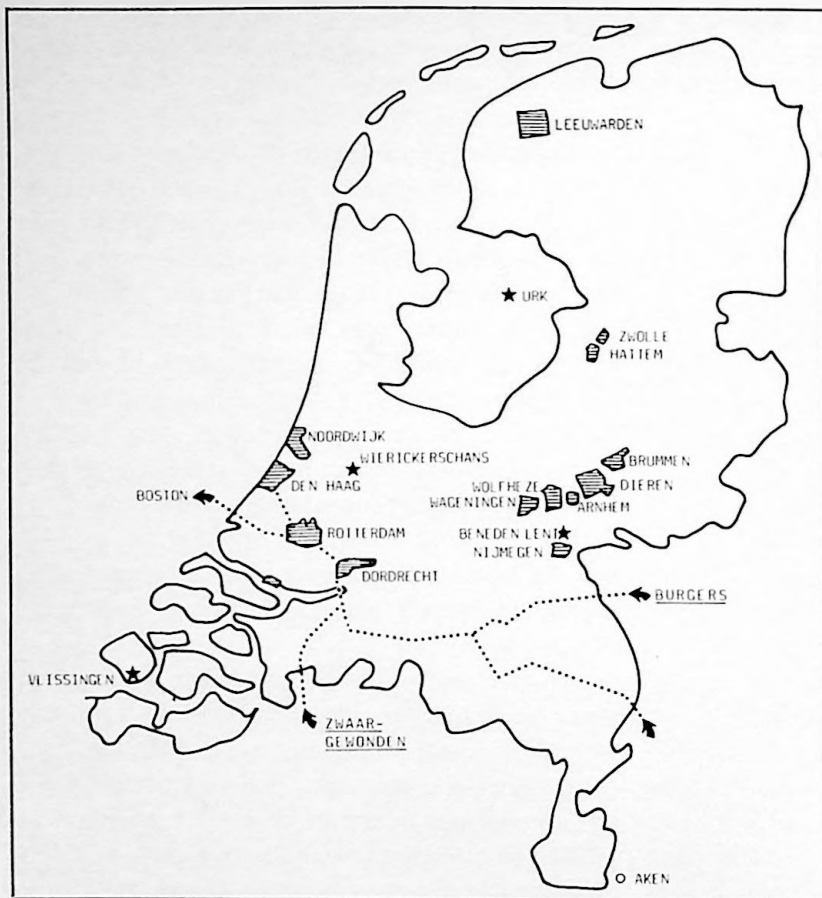 LEEUWARDEN
URK
ZWOLLE
HATTEM
NOORDWIJK
WIERICKERSCHANS
DEN HAAG
BOSTON
ROTTERDAM
DORDRECHT
BRUMMEN
DIEREN
WOLFHEZE
WAGENINGEN
ARNHEM
BENEDEN LENT
NIJMEGEN
BURGERS
VLISSINGEN
ZWAAR-
GEWONDEN
AKEN